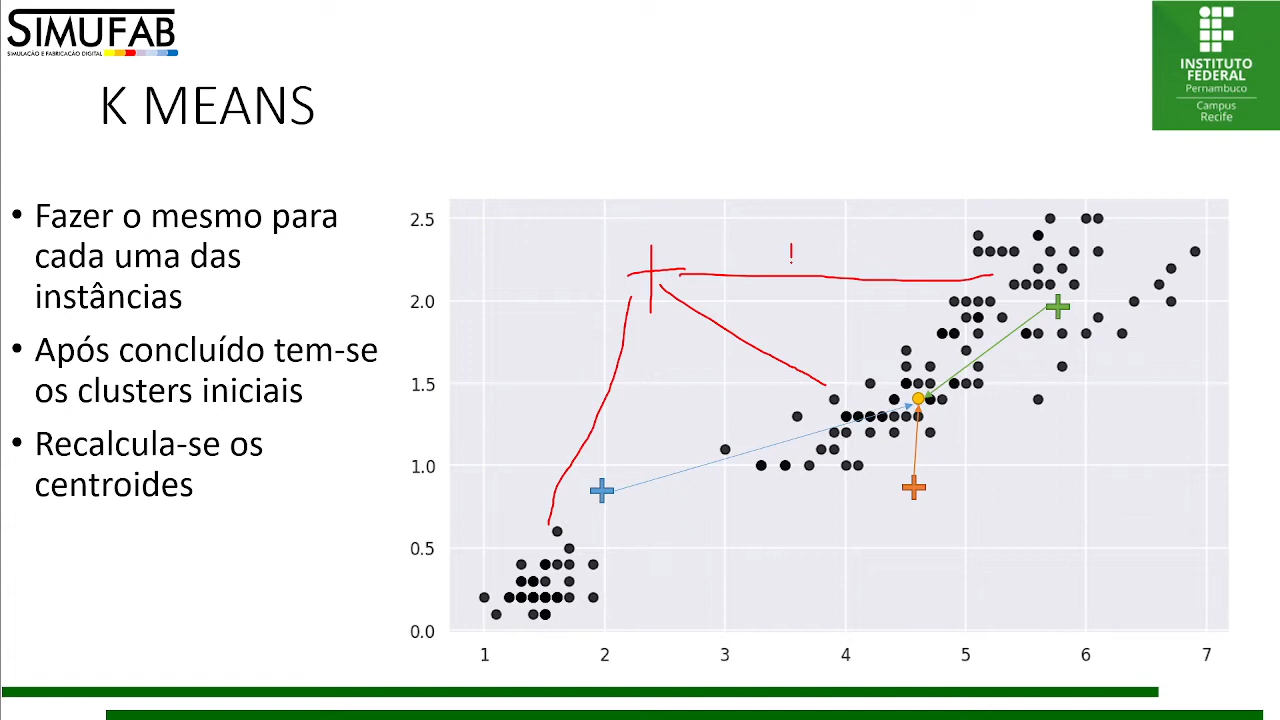 SIMUFAB
SIMULAÇÃO E FABRICAÇÃO DIGITAL
INSTITUTO
FEDERAL
Pernambuco
Campus
Recife
K MEANS
• Fazer o mesmo para
cada uma das
instâncias
• Após concluído tem-se
os clusters iniciais
• Recalcula-se os
centroides
2.5
2.0
1.5
1.0
0.5
0.0
1 2 3 4 5 6 7
!